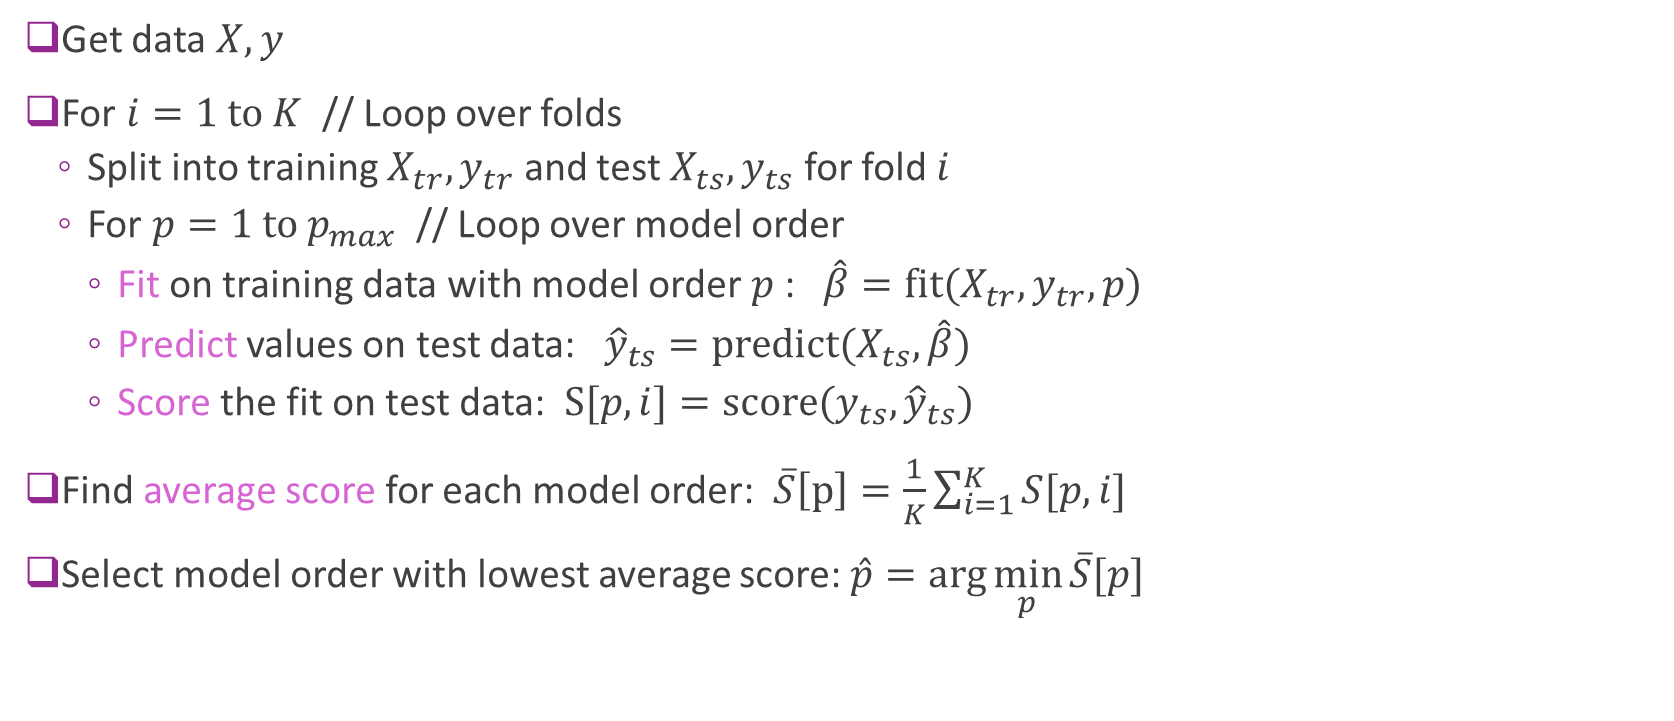 ❑Get data 𝑋, 𝑦
❑For 𝑖 = 1 to 𝐾 // Loop over folds
◦ Split into training 𝑋_𝑡𝑟, 𝑦_𝑡𝑟 and test 𝑋_𝑡𝑠, 𝑦_𝑡𝑠 for fold 𝑖
◦ For 𝑝 = 1 to 𝑝_𝑚𝑎𝑥 // Loop over model order
◦ Fit on training data with model order 𝑝 : β̂ = fit(𝑋_𝑡𝑟, 𝑦_𝑡𝑟, 𝑝)
◦ Predict values on test data: ŷ_𝑡𝑠 = predict(𝑋_𝑡𝑠, β̂)
◦ Score the fit on test data: S[𝑝, 𝑖] = score(𝑦_𝑡𝑠, ŷ_𝑡𝑠)
❑Find average score for each model order: S̄[p] = 1/𝐾 ∑_{𝑖=1}^𝐾 𝑆[𝑝, 𝑖]
❑Select model order with lowest average score: p̂ = arg min_𝑝 S̄[𝑝]